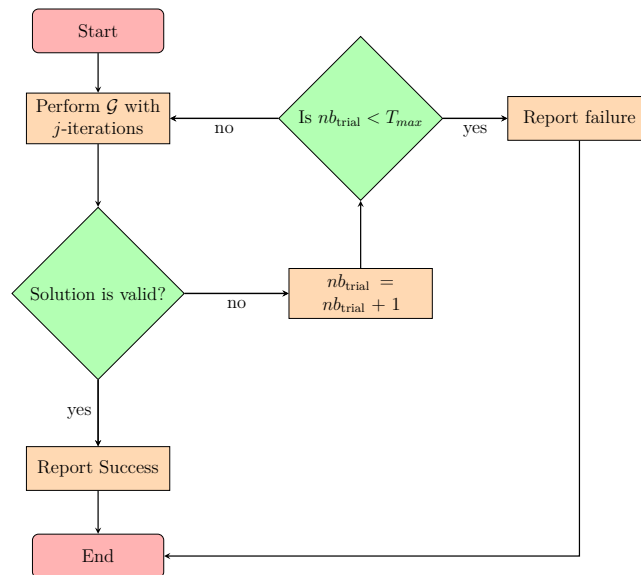 Start
Perform 𝒢 with
j-iterations
Is nb_trial < T_max
no
yes
Report failure
Solution is valid?
no
nb_trial =
nb_trial + 1
yes
Report Success
End